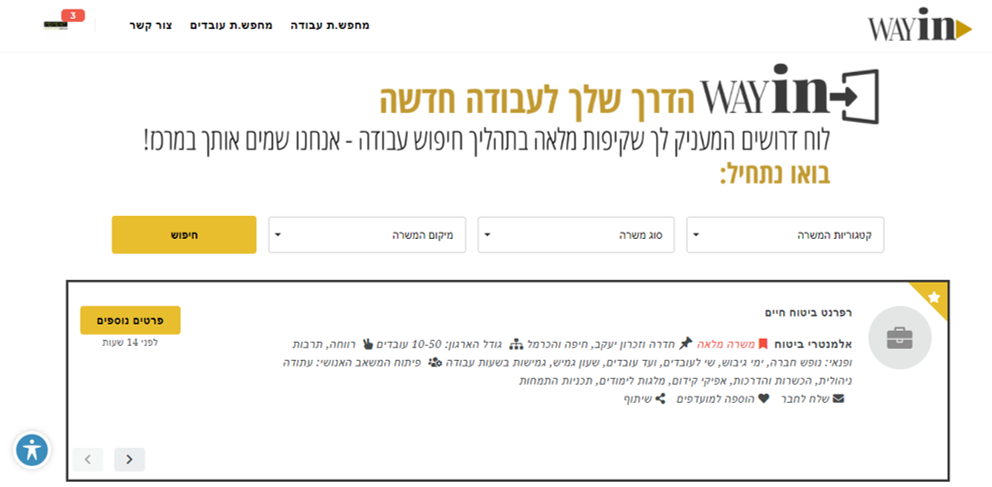 WAYin
מחפש.ת עבודה
מחפש.ת עובדים
צור קשר
3
WAYin הדרך שלך לעבודה חדשה
לוח דרושים המעניק לך שקיפות מלאה בתהליך חיפוש עבודה - אנחנו שמים אותך במרכז!
בואו נתחיל:
קטגוריות המשרה
סוג משרה
מיקום המשרה
חיפוש
רפרנט ביטוח חיים
אלמנטרי ביטוח משרה מלאה חדרה וזכרון יעקב, חיפה והכרמל גודל הארגון: 10-50 עובדים רווחה, תרבות
ופנאי: נופש חברה, ימי גיבוש, שי לעובדים, ועד עובדים, שעון גמיש, גמישות בשעות עבודה פיתוח המשאב האנושי: עתודה
ניהולית, הכשרות והדרכות, אפיקי קידום, מלגות לימודים, תכניות התמחות
שלח לחבר הוספה למועדפים שיתוף
פרטים נוספים
לפני 14 שעות